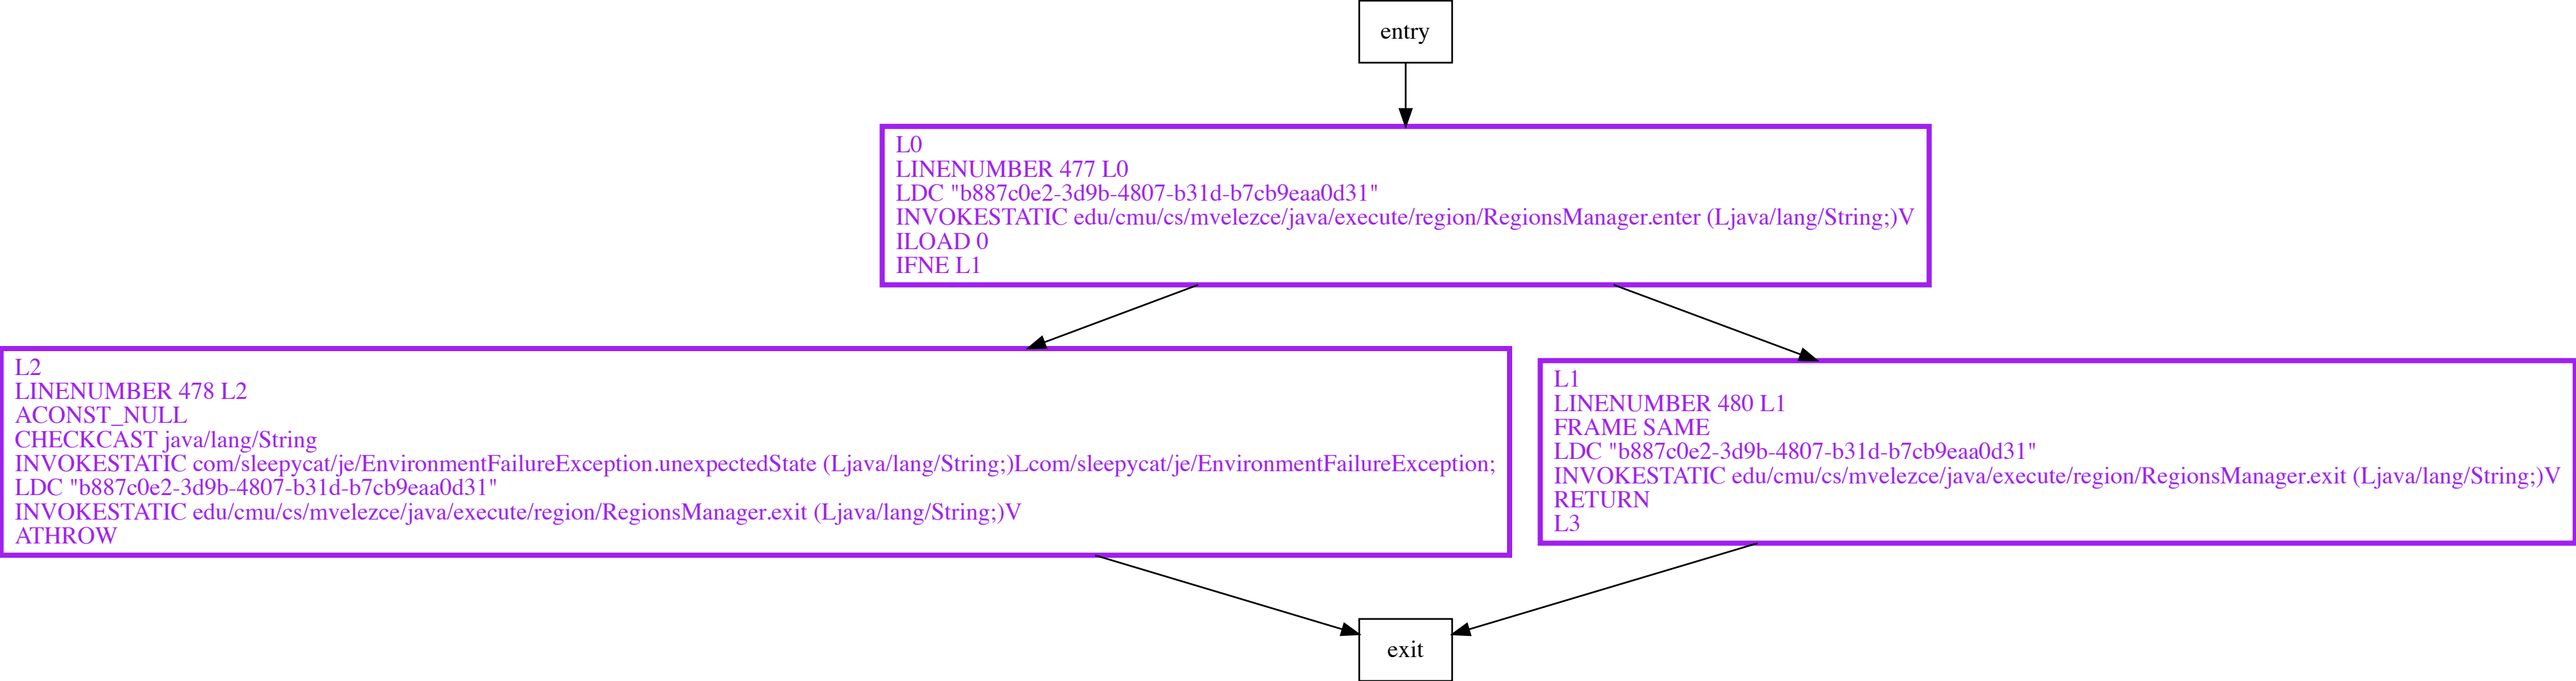 entry
L0
LINENUMBER 477 L0
LDC "b887c0e2-3d9b-4807-b31d-b7cb9eaa0d31"
INVOKESTATIC edu/cmu/cs/mvelezce/java/execute/region/RegionsManager.enter (Ljava/lang/String;)V
ILOAD 0
IFNE L1
L2
LINENUMBER 478 L2
ACONST_NULL
CHECKCAST java/lang/String
INVOKESTATIC com/sleepycat/je/EnvironmentFailureException.unexpectedState (Ljava/lang/String;)Lcom/sleepycat/je/EnvironmentFailureException;
LDC "b887c0e2-3d9b-4807-b31d-b7cb9eaa0d31"
INVOKESTATIC edu/cmu/cs/mvelezce/java/execute/region/RegionsManager.exit (Ljava/lang/String;)V
ATHROW
L1
LINENUMBER 480 L1
FRAME SAME
LDC "b887c0e2-3d9b-4807-b31d-b7cb9eaa0d31"
INVOKESTATIC edu/cmu/cs/mvelezce/java/execute/region/RegionsManager.exit (Ljava/lang/String;)V
RETURN
L3
exit